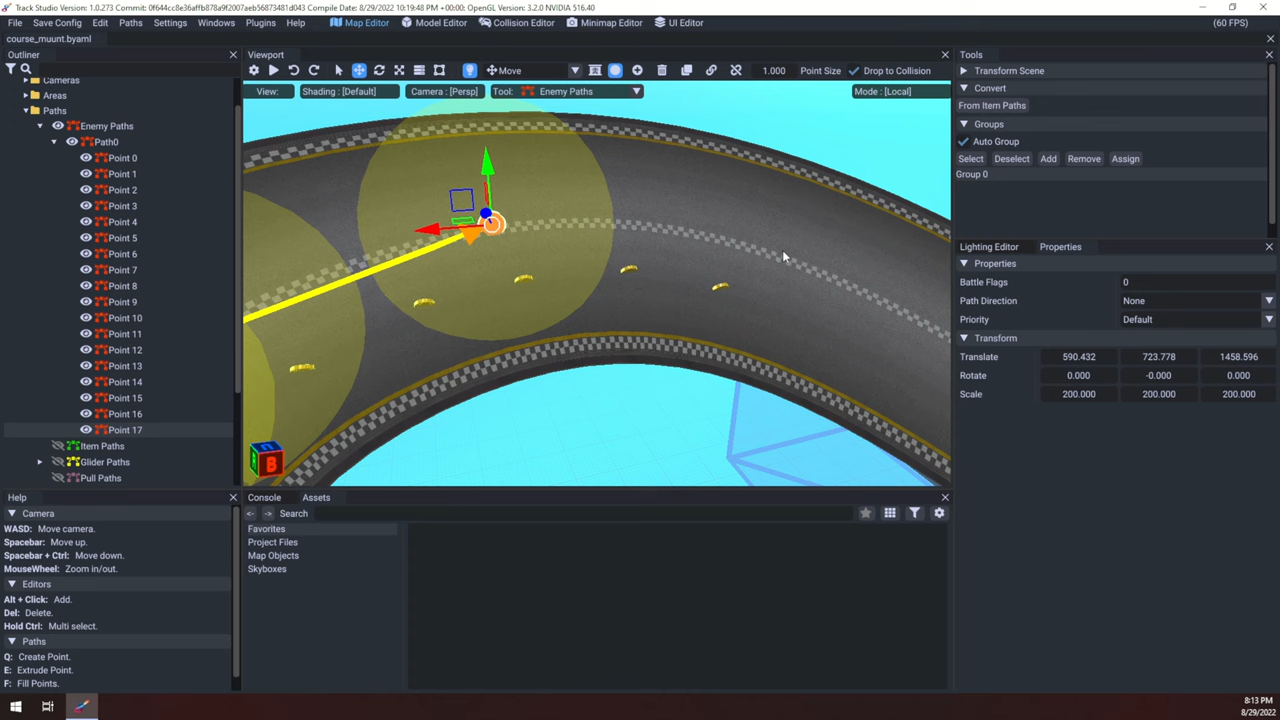 Track Studio Version: 1.0.273 Commit: 0f644cc8e36affb878a9f2007aeb56873481d043 Compile Date: 8/29/2022 10:19:48 PM +00:00: OpenGL Version: 3.2.0 NVIDIA 516.40
File Save Config Edit Paths Settings Windows Plugins Help Map Editor Model Editor Collision Editor Minimap Editor UI Editor (60 FPS)
course_muunt.byaml
Outliner
Cameras
Areas
Paths
Enemy Paths
Path0
Point 0
Point 1
Point 2
Point 3
Point 4
Point 5
Point 6
Point 7
Point 8
Point 9
Point 10
Point 11
Point 12
Point 13
Point 14
Point 15
Point 16
Point 17
Item Paths
Glider Paths
Pull Paths
Viewport
Move 1.000 Point Size Drop to Collision
View: Shading : [Default] Camera : [Persp] Tool: Enemy Paths Mode : [Local]
B
Tools
Transform Scene
Convert
From Item Paths
Groups
Auto Group
Select Deselect Add Remove Assign
Group 0
Lighting Editor Properties
Properties
Battle Flags 0
Path Direction None
Priority Default
Transform
Translate 590.432 723.778 1458.596
Rotate 0.000 -0.000 0.000
Scale 200.000 200.000 200.000
Help
Camera
WASD: Move camera.
Spacebar: Move up.
Spacebar + Ctrl: Move down.
MouseWheel: Zoom in/out.
Editors
Alt + Click: Add.
Del: Delete.
Hold Ctrl: Multi select.
Paths
Q: Create Point.
E: Extrude Point.
F: Fill Points.
Console Assets
<- -> Search
Favorites
Project Files
Map Objects
Skyboxes
8:13 PM
8/29/2022